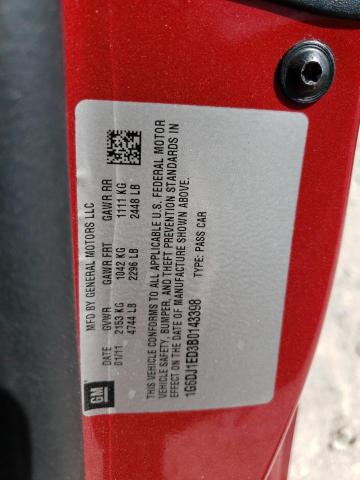 GM
MFD BY GENERAL MOTORS LLC
DATE GVWR GAWR FRT GAWR RR
01/11 2153 KG 1042 KG 1111 KG
4744 LB 2296 LB 2448 LB
THIS VEHICLE CONFORMS TO ALL APPLICABLE U.S. FEDERAL MOTOR
VEHICLE SAFETY, BUMPER, AND THEFT PREVENTION STANDARDS IN
EFFECT ON THE DATE OF MANUFACTURE SHOWN ABOVE.
1G6DJ1ED3B0143398 TYPE: PASS CAR